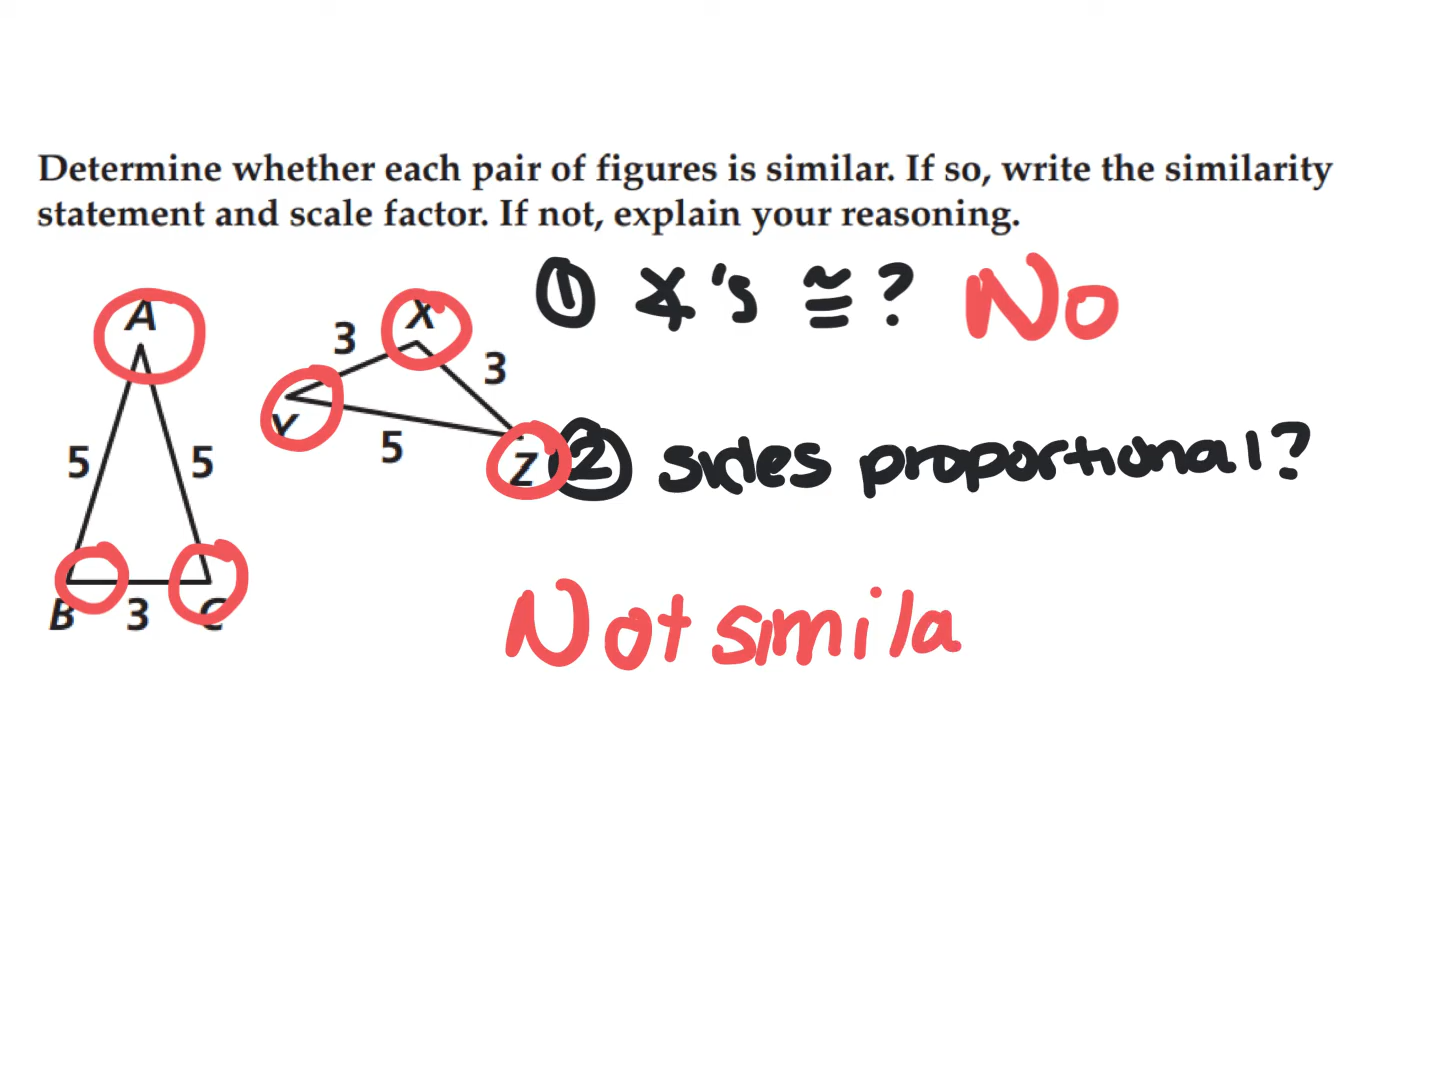 Determine whether each pair of figures is similar. If so, write the similarity
statement and scale factor. If not, explain your reasoning.
① ∡'s ≅? No
A
X
3
3
Y
5
Z
5
5
② sides proportional?
B
3
C
Not simila